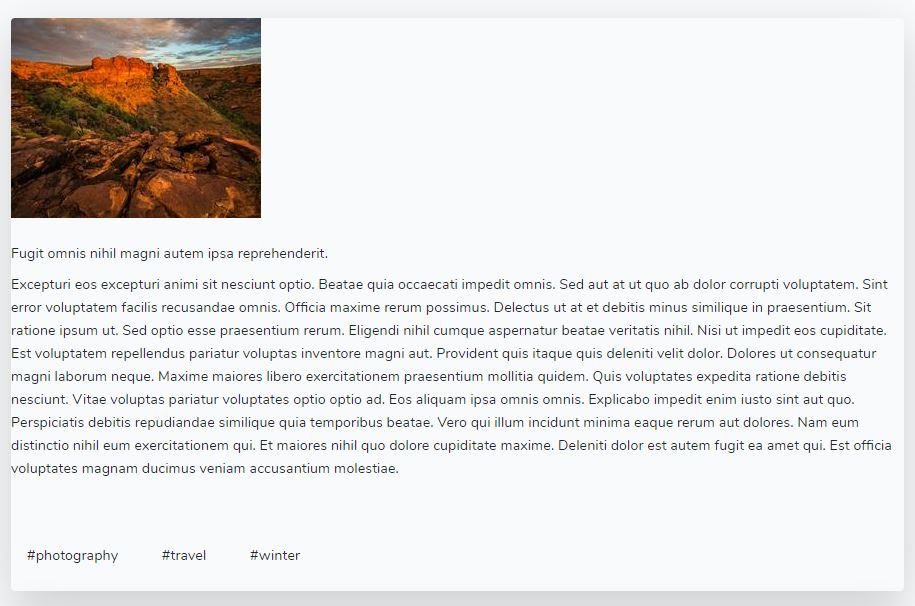 Fugit omnis nihil magni autem ipsa reprehenderit.
Excepturi eos excepturi animi sit nesciunt optio. Beatae quia occaecati impedit omnis. Sed aut at ut quo ab dolor corrupti voluptatem. Sint
error voluptatem facilis recusandae omnis. Officia maxime rerum possimus. Delectus ut at et debitis minus similique in praesentium. Sit
ratione ipsum ut. Sed optio esse praesentium rerum. Eligendi nihil cumque aspernatur beatae veritatis nihil. Nisi ut impedit eos cupiditate.
Est voluptatem repellendus pariatur voluptas inventore magni aut. Provident quis itaque quis deleniti velit dolor. Dolores ut consequatur
magni laborum neque. Maxime maiores libero exercitationem praesentium mollitia quidem. Quis voluptates expedita ratione debitis
nesciunt. Vitae voluptas pariatur voluptates optio optio ad. Eos aliquam ipsa omnis omnis. Explicabo impedit enim iusto sint aut quo.
Perspiciatis debitis repudiandae similique quia temporibus beatae. Vero qui illum incidunt minima eaque rerum aut dolores. Nam eum
distinctio nihil eum exercitationem qui. Et maiores nihil quo dolore cupiditate maxime. Deleniti dolor est autem fugit ea amet qui. Est officia
voluptates magnam ducimus veniam accusantium molestiae.
#photography #travel #winter